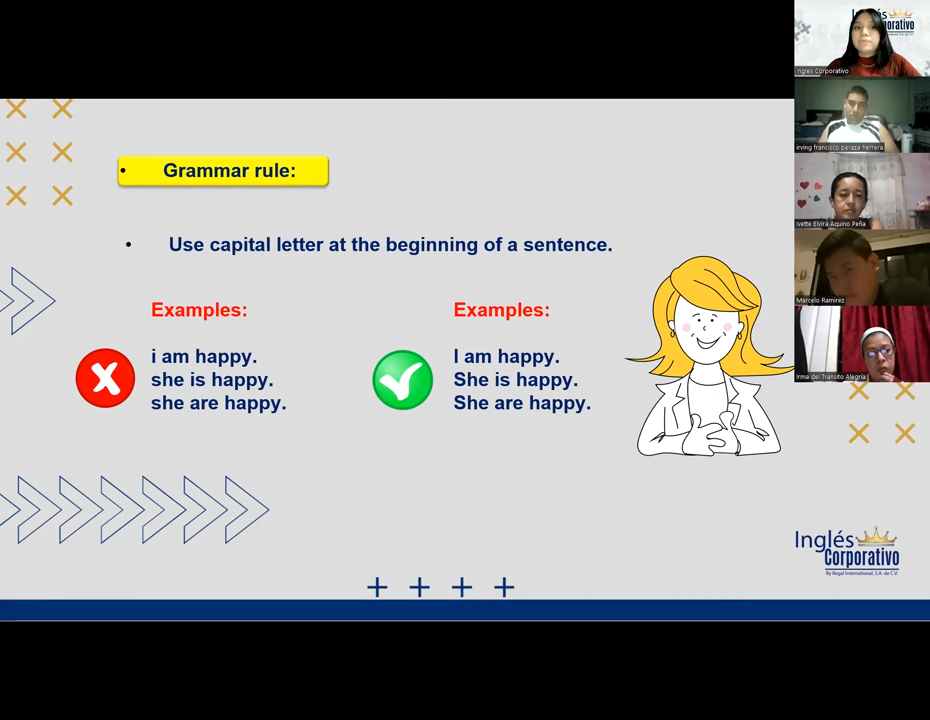 • Grammar rule:
• Use capital letter at the beginning of a sentence.
Examples:
i am happy.
she is happy.
she are happy.
Examples:
I am happy.
She is happy.
She are happy.
Inglés
Corporativo
By Regal International, S.A. de C.V.
Inglés
Corporativo
irving francisco peraza herrera
Ivette Elvira Aquino Peña
Marcelo Ramirez
Irma del Transito Alegria